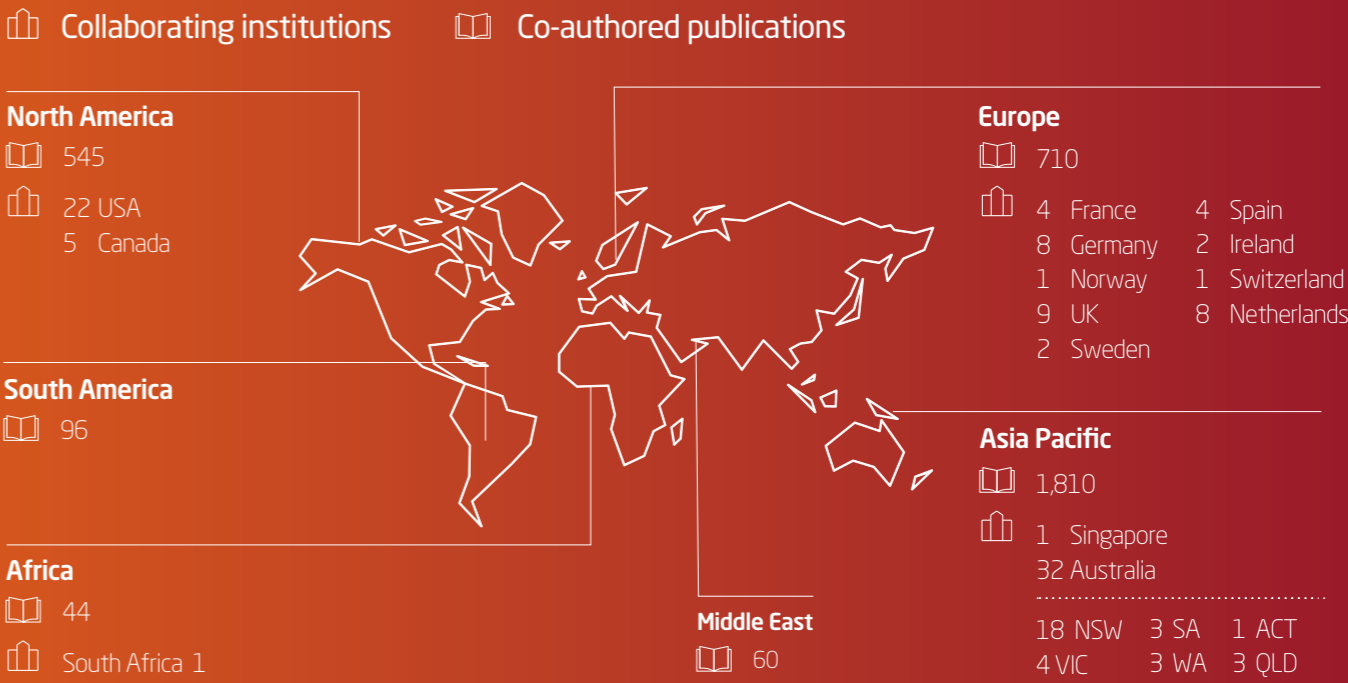 Collaborating institutions
Co-authored publications
North America
545
22 USA
5 Canada
South America
96
Africa
44
South Africa 1
Middle East
60
Europe
710
4 France
8 Germany
1 Norway
9 UK
2 Sweden
4 Spain
2 Ireland
1 Switzerland
8 Netherlands
Asia Pacific
1,810
1 Singapore
32 Australia
18 NSW 3 SA 1 ACT
4 VIC 3 WA 3 QLD